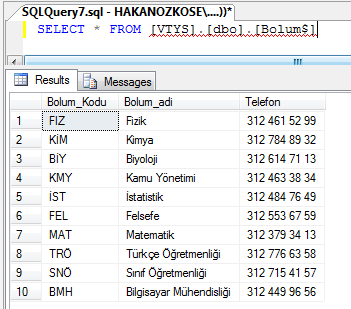 SQLQuery7.sql - HAKANOZKOSE\....))*
SELECT * FROM [VTYS].[dbo].[Bolum$]
Results Messages
Bolum_Kodu Bolum_adi Telefon
1 FİZ Fizik 312 461 52 99
2 KİM Kimya 312 784 89 32
3 BİY Biyoloji 312 614 71 13
4 KMY Kamu Yönetimi 312 463 38 34
5 İST İstatistik 312 484 76 49
6 FEL Felsefe 312 553 67 59
7 MAT Matematik 312 379 34 13
8 TRÖ Türkçe Öğretmenliği 312 776 63 58
9 SNÖ Sınıf Öğretmenliği 312 715 41 57
10 BMH Bilgisayar Mühendisliği 312 449 96 56